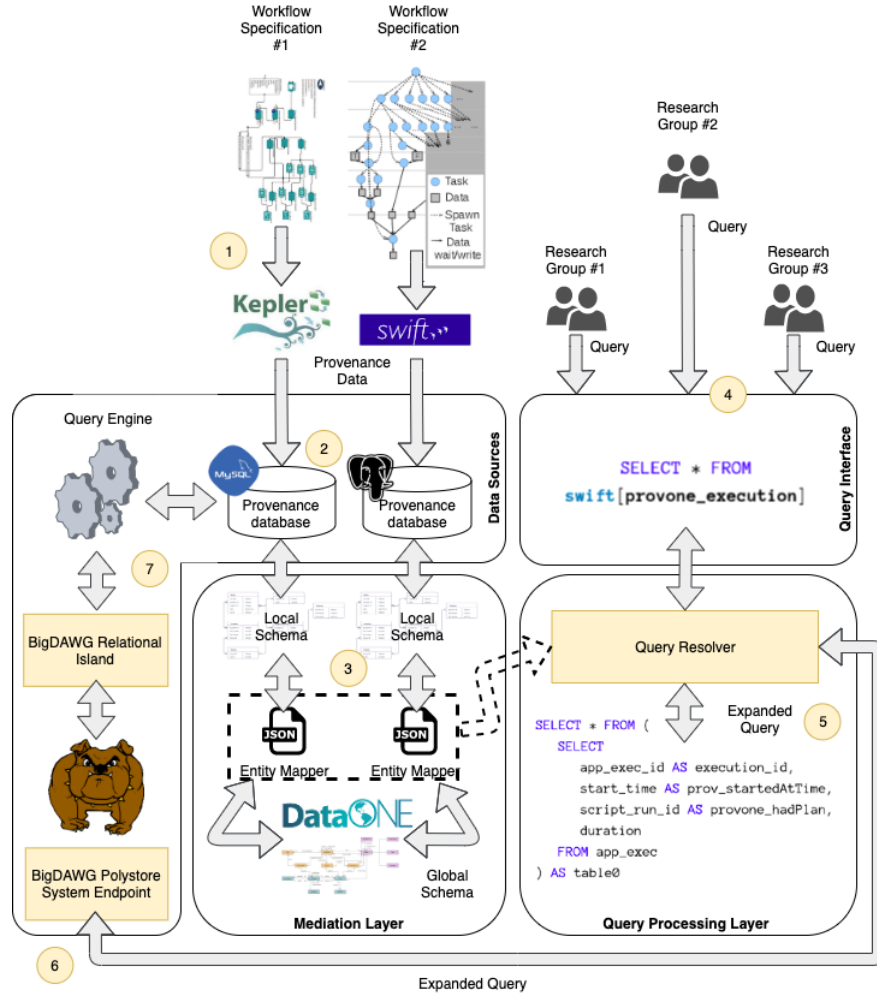 Workflow
Specification
#1
Workflow
Specification
#2
Task
Data
Spawn
Task
Data
wait/write
Research
Group #2
Query
Research
Group #1
Query
Research
Group #3
Query
1
Kepler
swift
Provenance
Data
Query Engine
MySQL
2
Provenance
database
Provenance
database
Data Sources
4
SELECT * FROM
swift[provone_execution]
Query Interface
7
BigDAWG Relational
Island
BigDAWG Polystore
System Endpoint
6
Local
Schema
Local
Schema
3
JSON
Entity Mapper
JSON
Entity Mapper
DataONE
Global
Schema
Mediation Layer
Query Resolver
Expanded
Query
5
SELECT * FROM (
SELECT
app_exec_id AS execution_id,
start_time AS prov_startedAtTime,
script_run_id AS provone_hadPlan,
duration
FROM app_exec
) AS table0
Query Processing Layer
Expanded Query